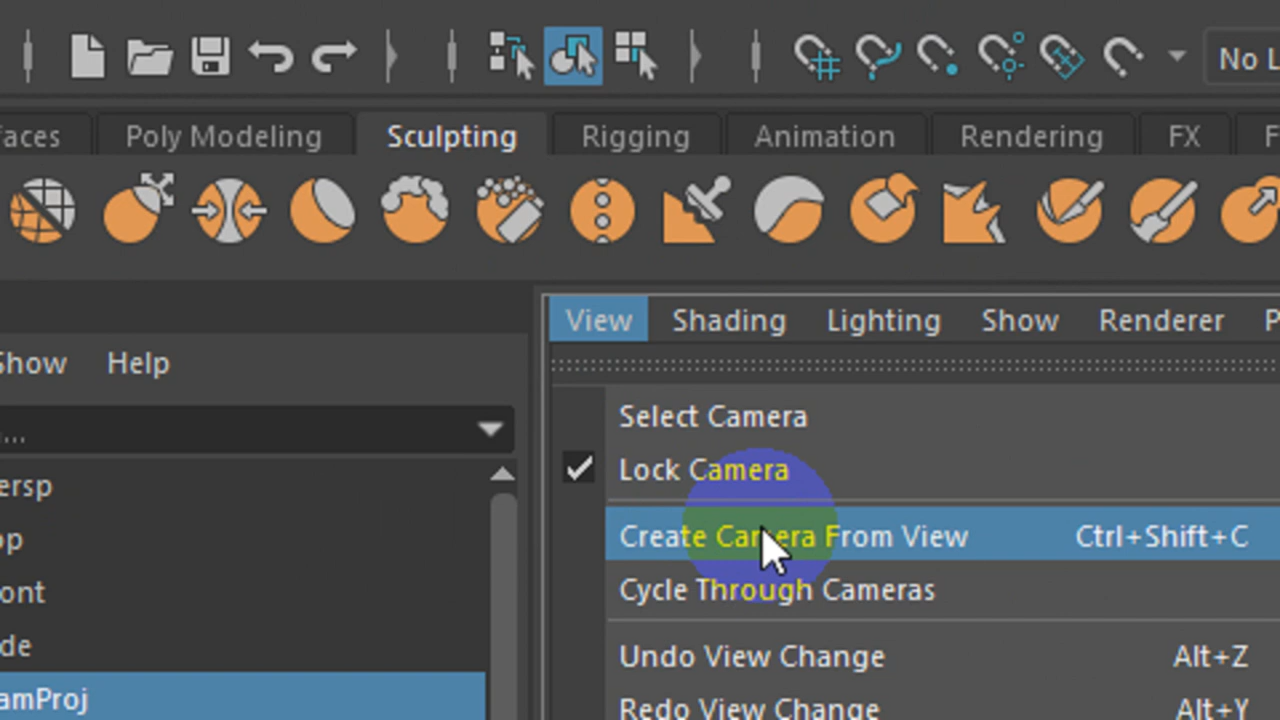 No L
faces Poly Modeling Sculpting Rigging Animation Rendering FX F
View Shading Lighting Show Renderer P
Show Help
...
Select Camera
Lock Camera
ersp
Create Camera From View Ctrl+Shift+C
op
Cycle Through Cameras
ont
Undo View Change Alt+Z
de
Redo View Change Alt+Y
amProj